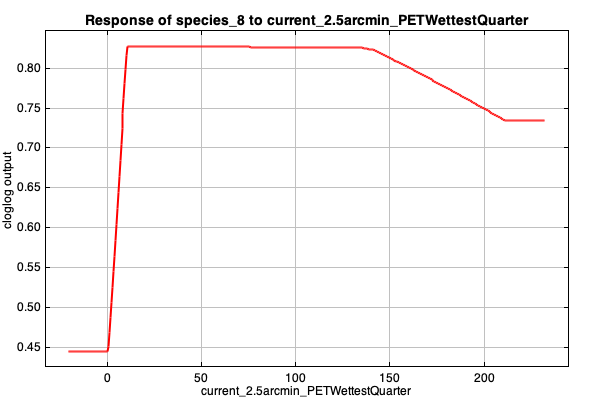 Response of species_8 to current_2.5arcmin_PETWettestQuarter
cloglog output
0.80
0.75
0.70
0.65
0.60
0.55
0.50
0.45
0 50 100 150 200
current_2.5arcmin_PETWettestQuarter